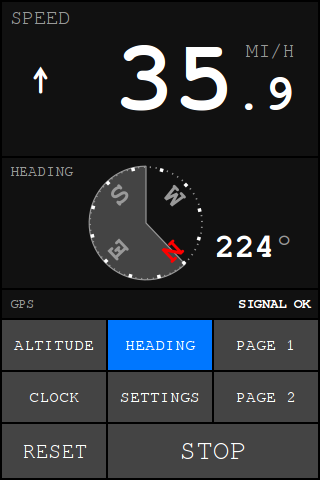 SPEED
MI/H
↑ 35.9
HEADING
S W
E N
224°
GPS SIGNAL OK
ALTITUDE HEADING PAGE 1
CLOCK SETTINGS PAGE 2
RESET STOP